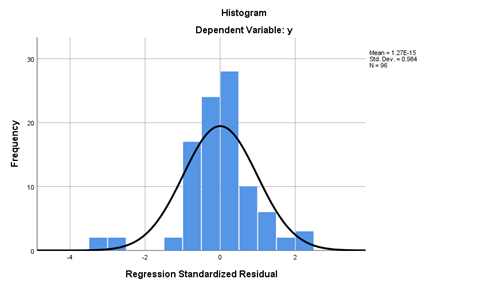 Histogram
Dependent Variable: y
Mean = 1.27E-15
Std. Dev. = 0.984
N = 96
30
20
10
0
Frequency
-4 -2 0 2
Regression Standardized Residual